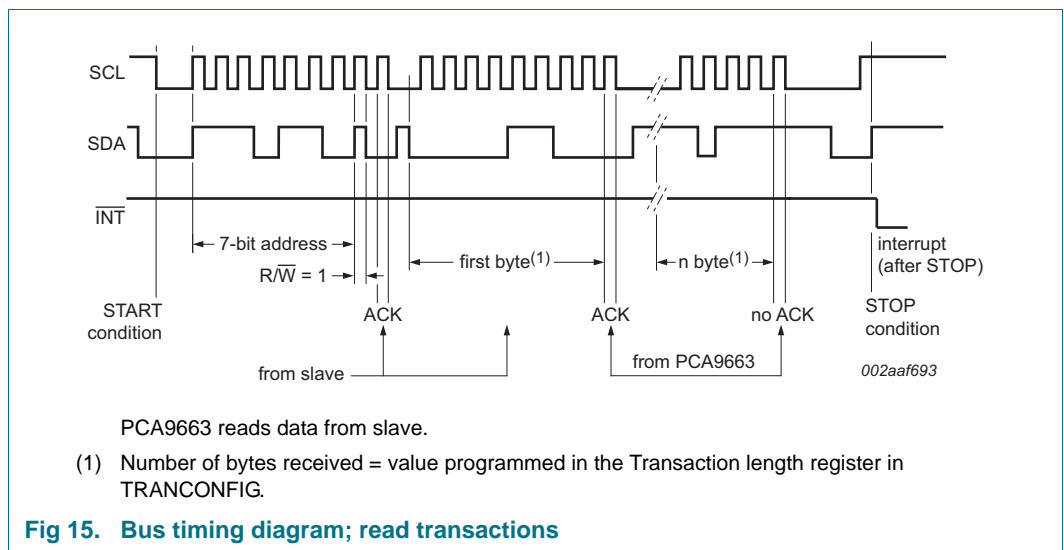 SCL
SDA
INT
7-bit address
R/W = 1
first byte(1)
n byte(1)
interrupt
(after STOP)
START
condition
ACK
ACK
no ACK
STOP
condition
from slave
from PCA9663
002aaf693
PCA9663 reads data from slave.
(1) Number of bytes received = value programmed in the Transaction length register in
TRANCONFIG.
Fig 15. Bus timing diagram; read transactions